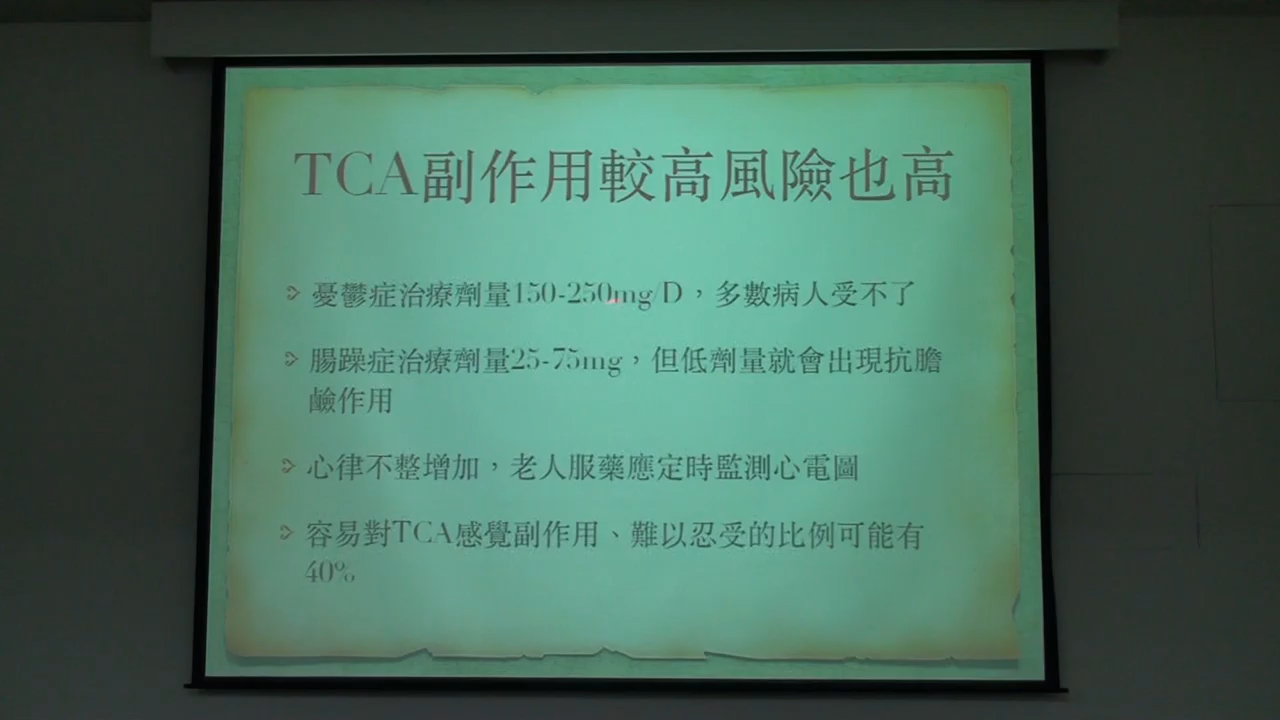 TCA副作用較高風險也高
憂鬱症治療劑量150-250mg/D，多數病人受不了
腸躁症治療劑量25-75mg，但低劑量就會出現抗膽
鹼作用
心律不整增加，老人服藥應定時監測心電圖
容易對TCA感覺副作用、難以忍受的比例可能有
40%